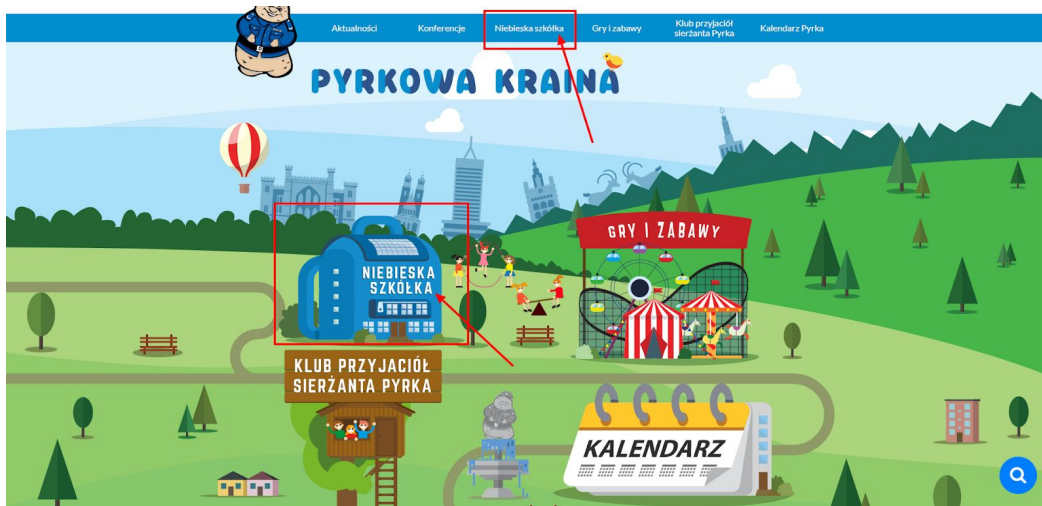 Aktualności
Konferencje
Niebieska szkółka
Gry i zabawy
Klub przyjaciół
sierżanta Pyrka
Kalendarz Pyrka
PYRKOWA KRAINA
GRY I ZABAWY
NIEBIESKA
SZKÓŁKA
KLUB PRZYJACIÓŁ
SIERŻANTA PYRKA
KALENDARZ